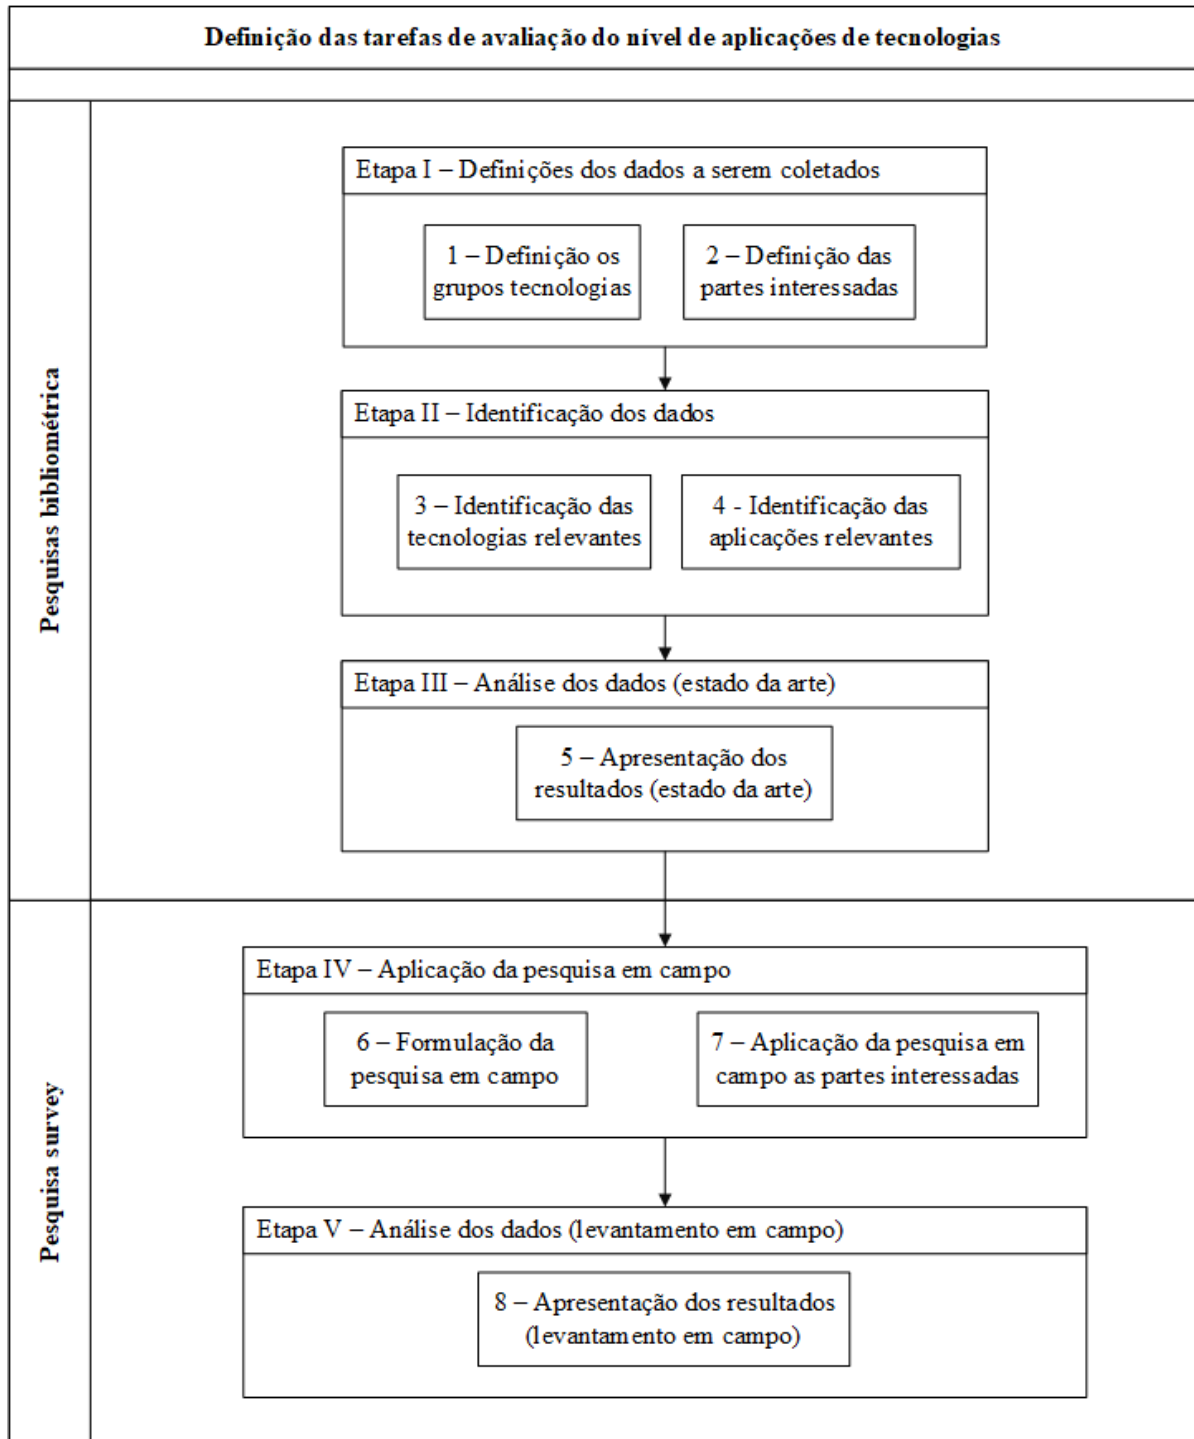 Definição das tarefas de avaliação do nível de aplicações de tecnologias
Pesquisas bibliométrica
Etapa I – Definições dos dados a serem coletados
1 – Definição os
grupos tecnologias
2 – Definição das
partes interessadas
Etapa II – Identificação dos dados
3 – Identificação das
tecnologias relevantes
4 - Identificação das
aplicações relevantes
Etapa III – Análise dos dados (estado da arte)
5 – Apresentação dos
resultados (estado da arte)
Pesquisa survey
Etapa IV – Aplicação da pesquisa em campo
6 – Formulação da
pesquisa em campo
7 – Aplicação da pesquisa em
campo as partes interessadas
Etapa V – Análise dos dados (levantamento em campo)
8 – Apresentação dos resultados
(levantamento em campo)